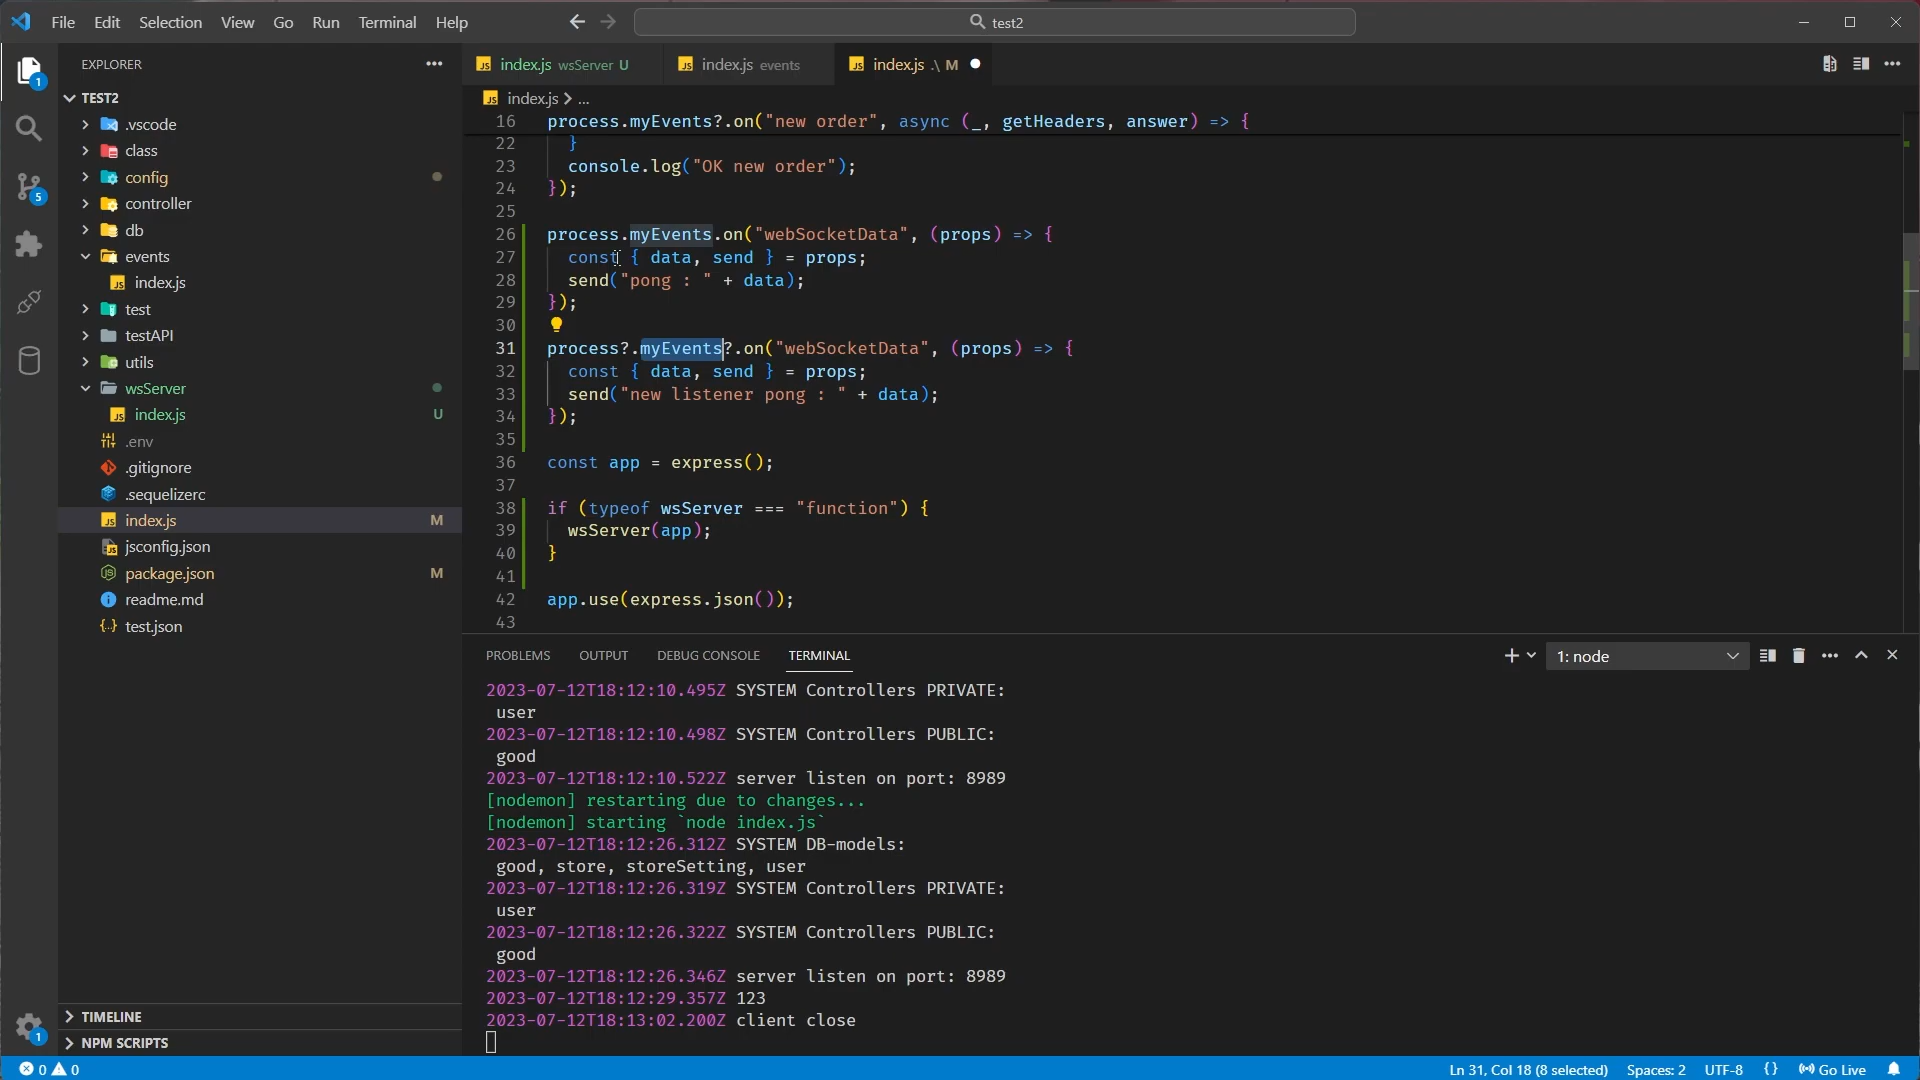 File Edit Selection View Go Run Terminal Help
test2
EXPLORER
TEST2
.vscode
class
config
controller
db
events
index.js
test
testAPI
utils
wsServer
index.js U
.env
.gitignore
.sequelizerc
index.js M
jsconfig.json
package.json M
readme.md
test.json
TIMELINE
NPM SCRIPTS
1
5
1
index.js wsServer U
index.js events
index.js .\ M
index.js > ...
16 process.myEvents?.on("new order", async (_, getHeaders, answer) => {
22 }
23 console.log("OK new order");
24 });
25
26 process.myEvents.on("webSocketData", (props) => {
27 const { data, send } = props;
28 send("pong : " + data);
29 });
30
31 process?.myEvents?.on("webSocketData", (props) => {
32 const { data, send } = props;
33 send("new listener pong : " + data);
34 });
35
36 const app = express();
37
38 if (typeof wsServer === "function") {
39 wsServer(app);
40 }
41
42 app.use(express.json());
43
PROBLEMS OUTPUT DEBUG CONSOLE TERMINAL
1: node
2023-07-12T18:12:10.495Z SYSTEM Controllers PRIVATE:
user
2023-07-12T18:12:10.498Z SYSTEM Controllers PUBLIC:
good
2023-07-12T18:12:10.522Z server listen on port: 8989
[nodemon] restarting due to changes...
[nodemon] starting `node index.js`
2023-07-12T18:12:26.312Z SYSTEM DB-models:
good, store, storeSetting, user
2023-07-12T18:12:26.319Z SYSTEM Controllers PRIVATE:
user
2023-07-12T18:12:26.322Z SYSTEM Controllers PUBLIC:
good
2023-07-12T18:12:26.346Z server listen on port: 8989
2023-07-12T18:12:29.357Z 123
2023-07-12T18:13:02.200Z client close
0 0
Ln 31, Col 18 (8 selected) Spaces: 2 UTF-8 {} Go Live